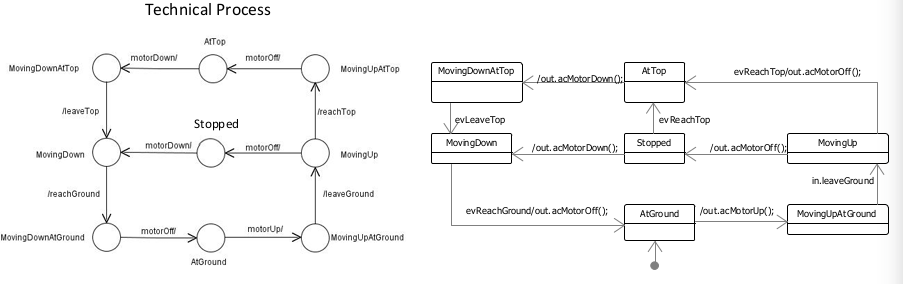 Technical Process
AtTop
motorDown/
motorOff/
MovingDownAtTop
MovingUpAtTop
/leaveTop
/reachTop
Stopped
motorDown/
motorOff/
MovingDown
MovingUp
/reachGround
/leaveGround
motorOff/
motorUp/
MovingDownAtGround
MovingUpAtGround
AtGround
MovingDownAtTop
/out.acMotorDown();
AtTop
evReachTop/out.acMotorOff();
evLeaveTop
evReachTop
MovingDown
/out.acMotorDown();
Stopped
/out.acMotorOff();
MovingUp
in.leaveGround
evReachGround/out.acMotorOff();
AtGround
/out.acMotorUp();
MovingUpAtGround